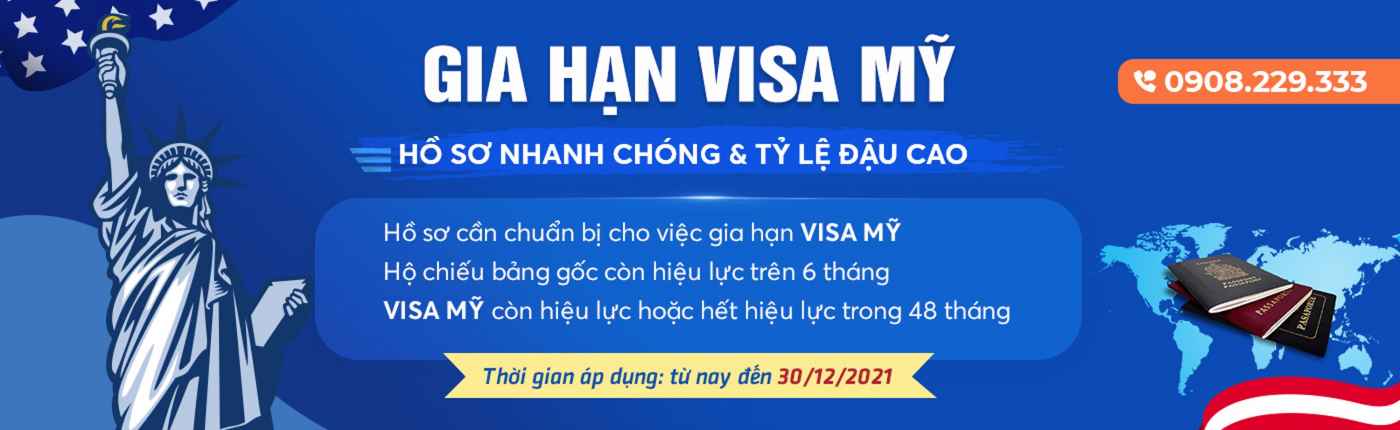 GIA HẠN VISA MỸ
0908.229.333
HỒ SƠ NHANH CHÓNG & TỶ LỆ ĐẬU CAO
Hồ sơ cần chuẩn bị cho việc gia hạn VISA MỸ
Hộ chiếu bảng gốc còn hiệu lực trên 6 tháng
VISA MỸ còn hiệu lực hoặc hết hiệu lực trong 48 tháng
PASAPORTE
Thời gian áp dụng: từ nay đến 30/12/2021